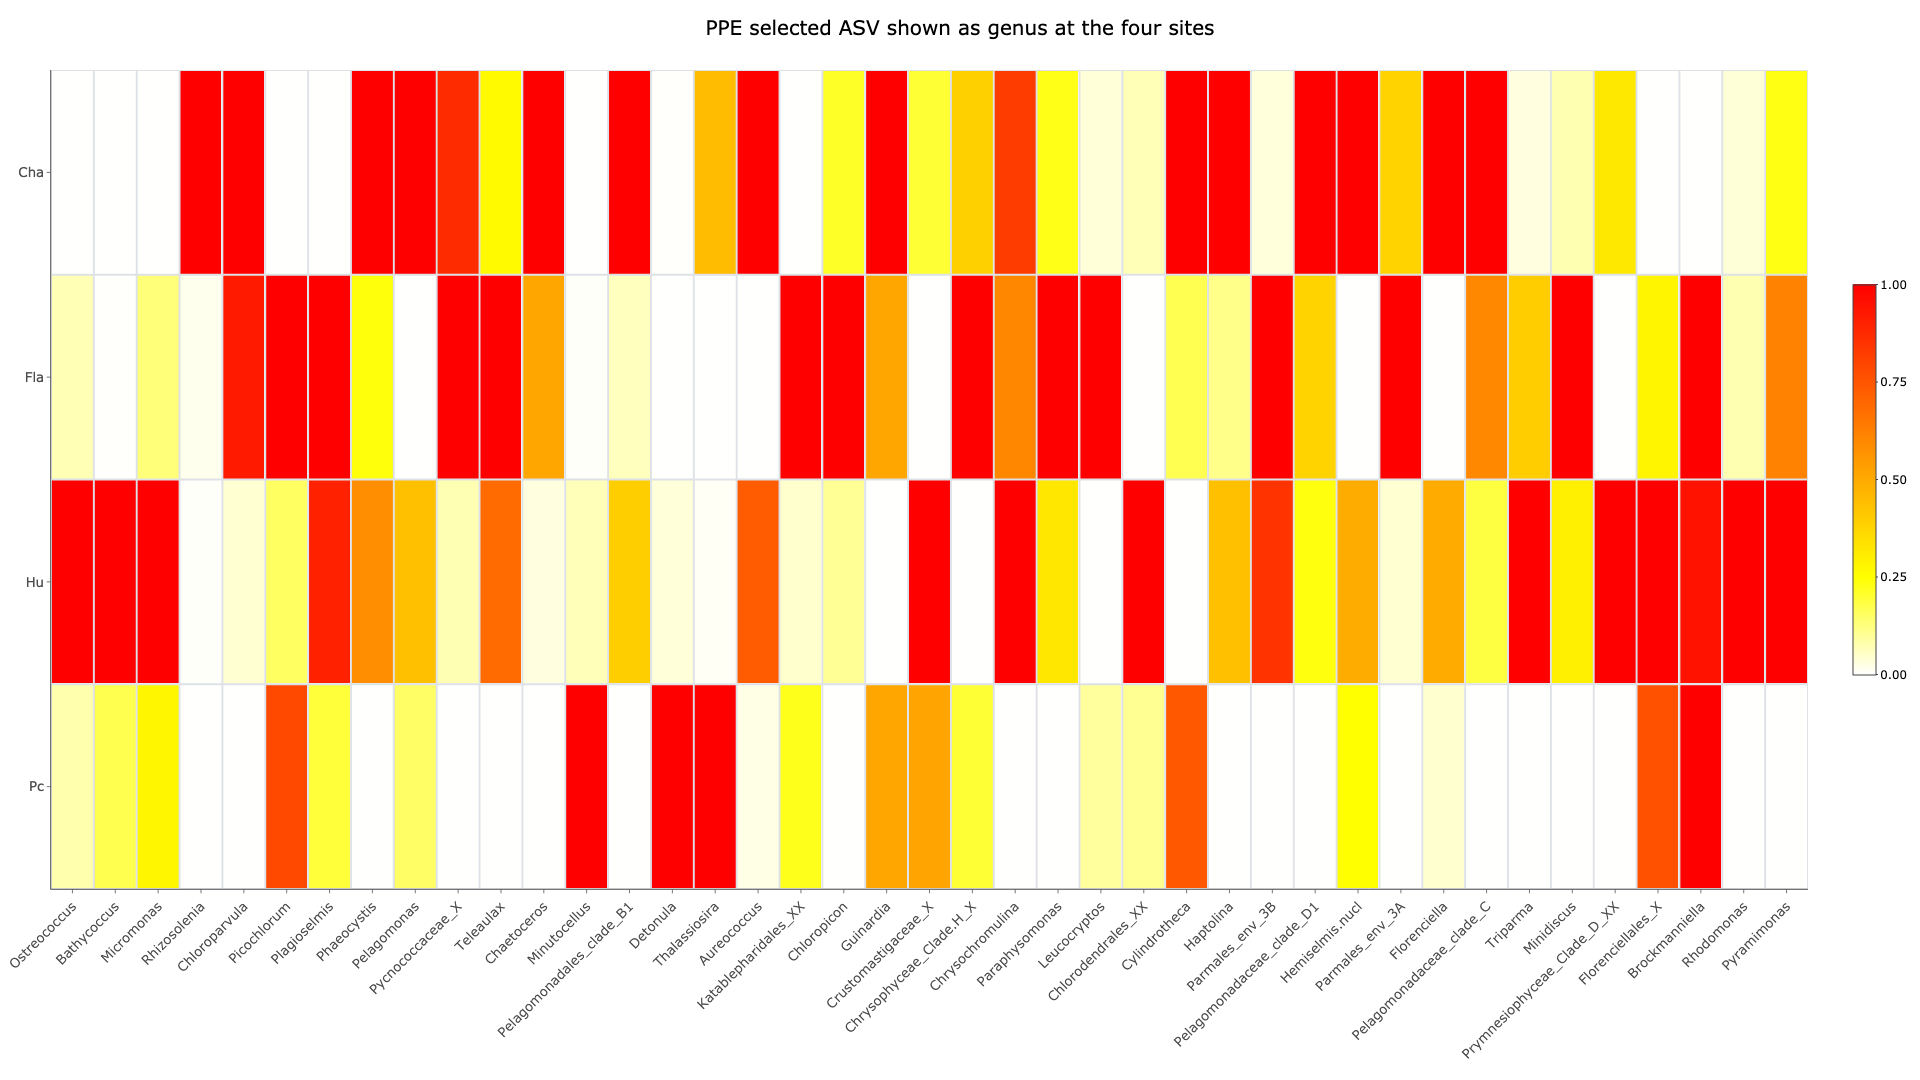 PPE selected ASV shown as genus at the four sites
Cha
Fla
Hu
Pc
1.00
0.75
0.50
0.25
0.00
Ostreococcus
Bathycoccus
Micromonas
Rhizosolenia
Chloroparvula
Picochlorum
Plagioselmis
Phaeocystis
Pelagomonas
Pycnococcaceae_X
Teleaulax
Chaetoceros
Minutocellus
Pelagomonadales_clade_B1
Detonula
Thalassiosira
Aureococcus
Katablepharidales_XX
Chloropicon
Guinardia
Crustomastigaceae_X
Chrysophyceae_Clade.H_X
Chrysochromulina
Paraphysomonas
Leucocryptos
Chlorodendrales_XX
Cylindrotheca
Haptolina
Parmales_env_3B
Pelagomonadaceae_clade_D1
Hemiselmis.nucl
Parmales_env_3A
Florenciella
Pelagomonadaceae_clade_C
Triparma
Minidiscus
Prymnesiophyceae_Clade_D_XX
Florenciellales_X
Brockmanniella
Rhodomonas
Pyramimonas